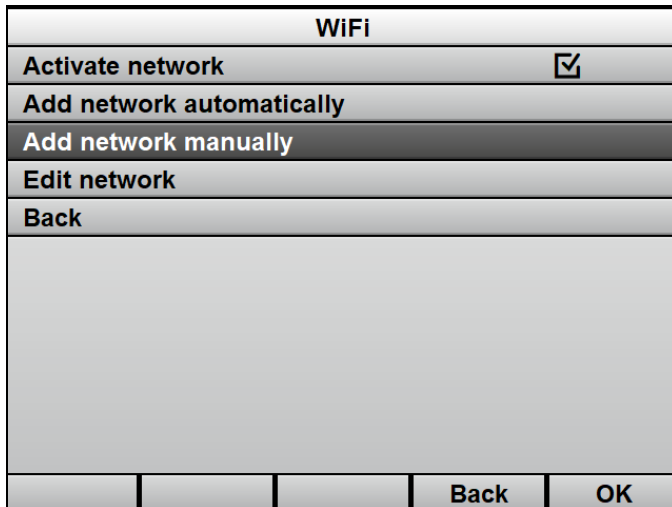 WiFi
Activate network
Add network automatically
Add network manually
Edit network
Back
Back OK